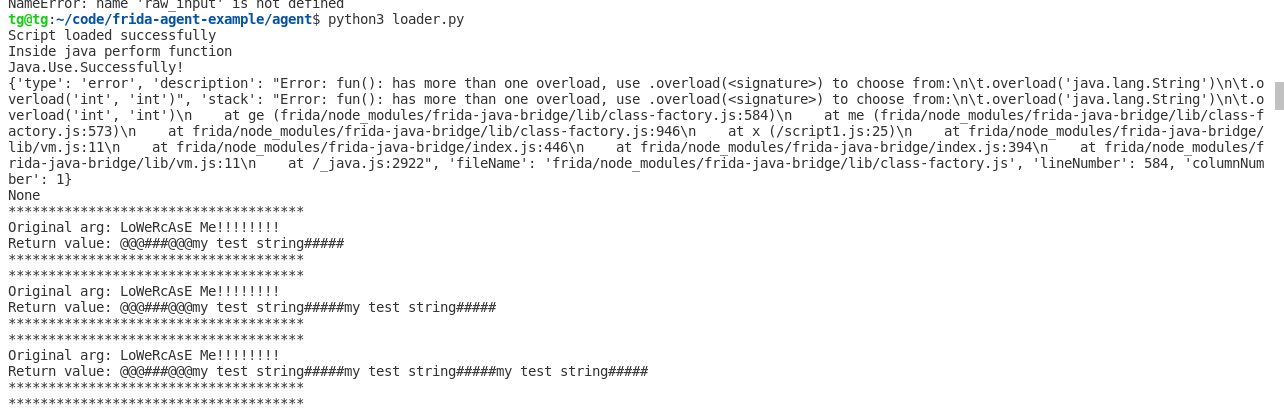 NameError: name 'raw_input' is not defined
tg@tg:~/code/frida-agent-example/agent$ python3 loader.py
Script loaded successfully
Inside java perform function
Java.Use.Successfully!
{'type': 'error', 'description': "Error: fun(): has more than one overload, use .overload(<signature>) to choose from:\n\t.overload('java.lang.String')\n\t.o
verload('int', 'int')", 'stack': "Error: fun(): has more than one overload, use .overload(<signature>) to choose from:\n\t.overload('java.lang.String')\n\t.o
verload('int', 'int')\n    at ge (frida/node_modules/frida-java-bridge/lib/class-factory.js:584)\n    at me (frida/node_modules/frida-java-bridge/lib/class-f
actory.js:573)\n    at frida/node_modules/frida-java-bridge/lib/class-factory.js:946\n    at x (/script1.js:25)\n    at frida/node_modules/frida-java-bridge/
lib/vm.js:11\n    at frida/node_modules/frida-java-bridge/index.js:446\n    at frida/node_modules/frida-java-bridge/index.js:394\n    at frida/node_modules/f
rida-java-bridge/lib/vm.js:11\n    at /_java.js:2922", 'fileName': 'frida/node_modules/frida-java-bridge/lib/class-factory.js', 'lineNumber': 584, 'columnNum
ber': 1}
None
*************************************
Original arg: LoWeRcAsE Me!!!!!!!!
Return value: @@@###@@@my test string#####
*************************************
*************************************
Original arg: LoWeRcAsE Me!!!!!!!!
Return value: @@@###@@@my test string#####my test string#####
*************************************
*************************************
Original arg: LoWeRcAsE Me!!!!!!!!
Return value: @@@###@@@my test string#####my test string#####my test string#####
*************************************
*************************************